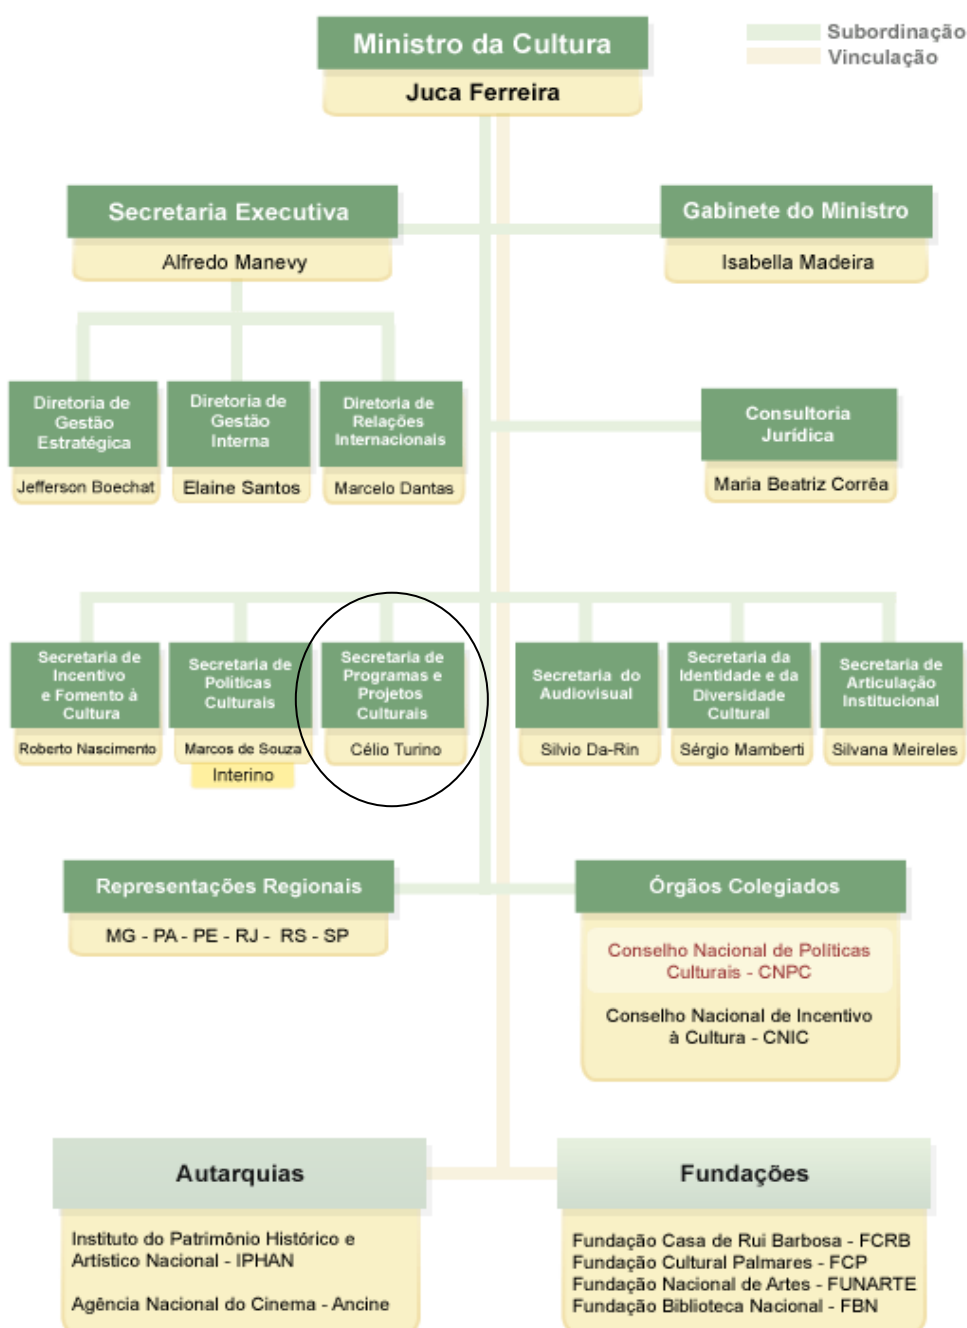 Ministro da Cultura
Juca Ferreira
Subordinação
Vinculação
Secretaria Executiva
Alfredo Manevy
Gabinete do Ministro
Isabella Madeira
Diretoria de
Gestão
Estratégica
Jefferson Boechat
Diretoria de
Gestão
Interna
Elaine Santos
Diretoria de
Relações
Internacionais
Marcelo Dantas
Consultoria
Jurídica
Maria Beatriz Corrêa
Secretaria de
Incentivo
e Fomento à
Cultura
Roberto Nascimento
Secretaria de
Políticas
Culturais
Marcos de Souza
Interino
Secretaria de
Programas e
Projetos
Culturais
Célio Turino
Secretaria do
Audiovisual
Silvio Da-Rin
Secretaria da
Identidade e da
Diversidade
Cultural
Sérgio Mamberti
Secretaria de
Articulação
Institucional
Silvana Meireles
Representações Regionais
MG - PA - PE - RJ - RS - SP
Órgãos Colegiados
Conselho Nacional de Políticas
Culturais - CNPC
Conselho Nacional de Incentivo
à Cultura - CNIC
Autarquias
Instituto do Patrimônio Histórico e
Artístico Nacional - IPHAN
Agência Nacional do Cinema - Ancine
Fundações
Fundação Casa de Rui Barbosa - FCRB
Fundação Cultural Palmares - FCP
Fundação Nacional de Artes - FUNARTE
Fundação Biblioteca Nacional - FBN